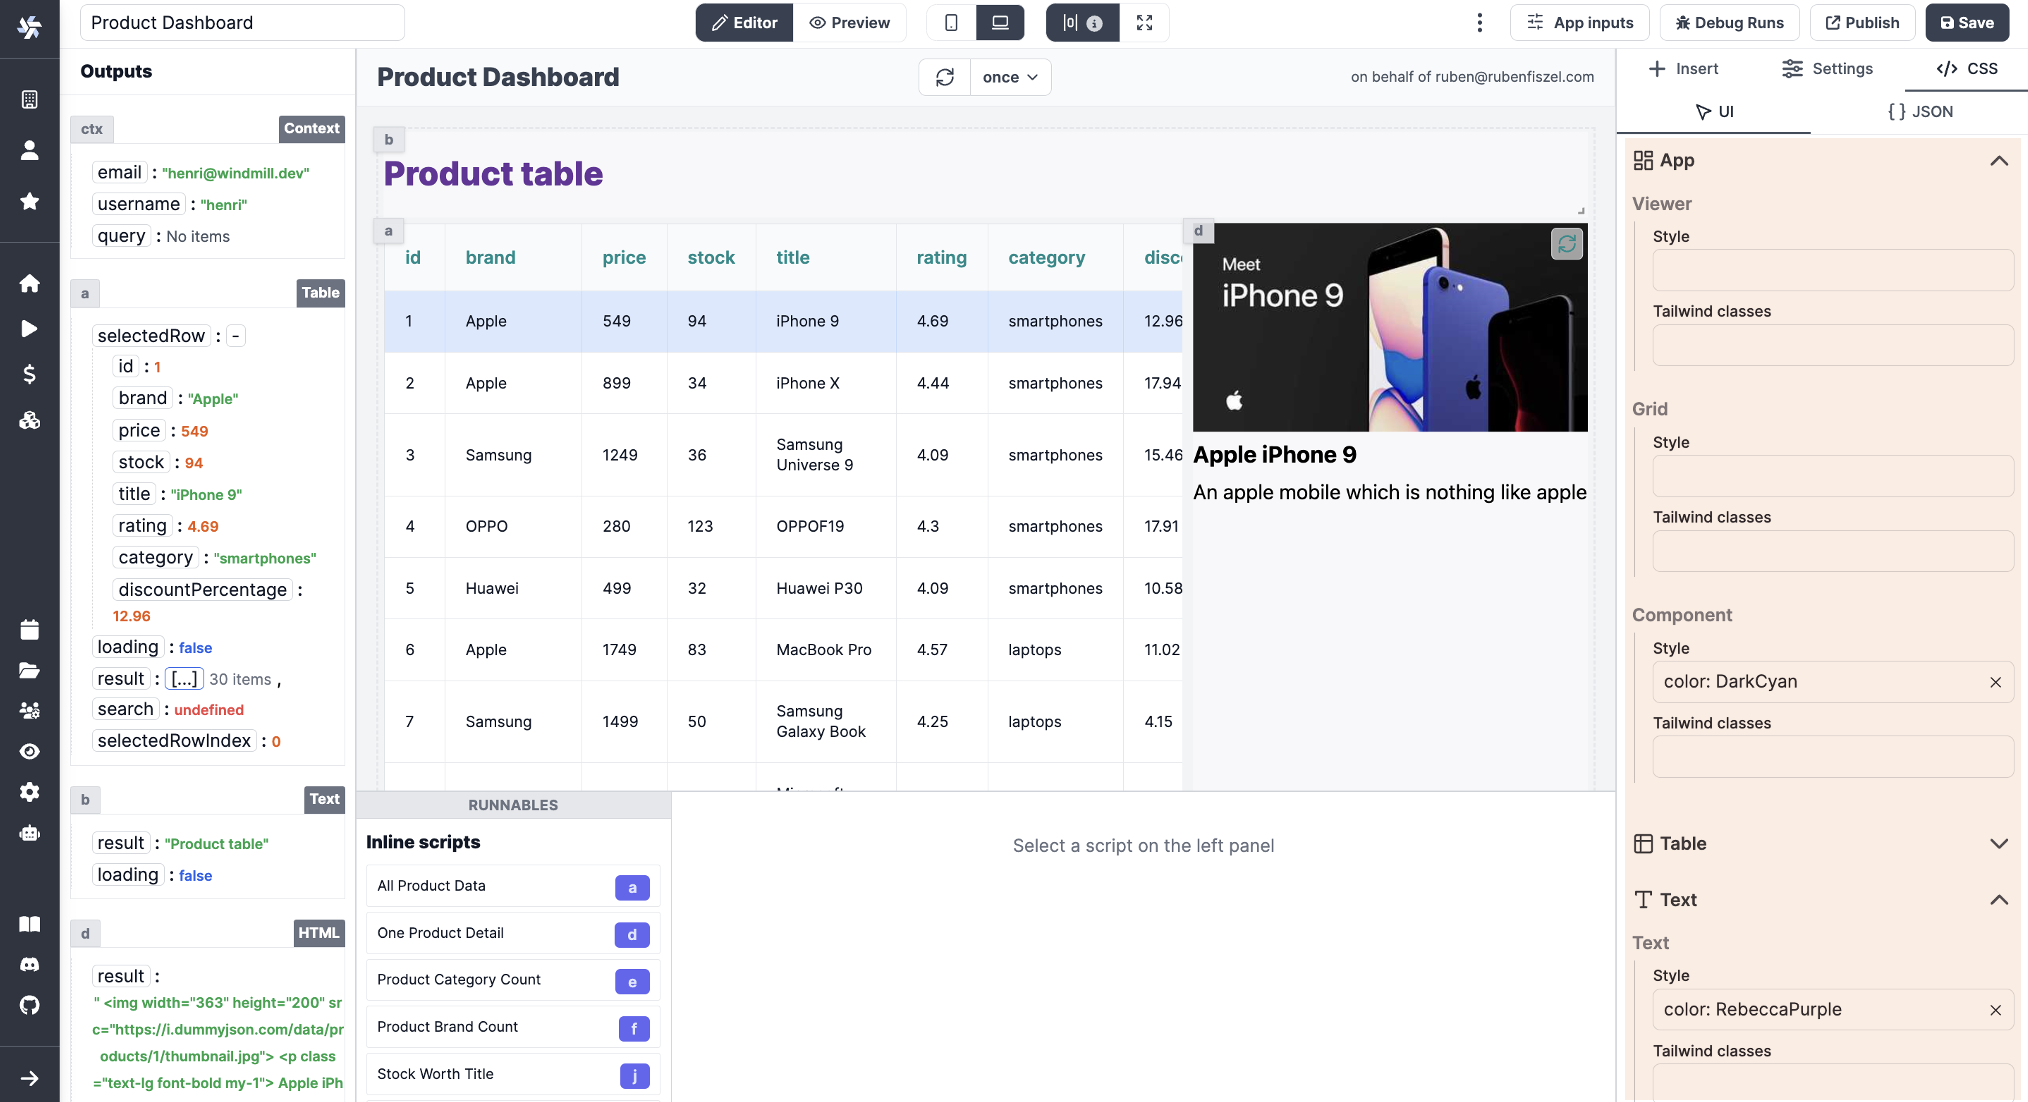 Product Dashboard
Editor
Preview
App inputs
Debug Runs
Publish
Save
Outputs
ctx
Context
email : "henri@windmill.dev"
username : "henri"
query : No items
a
Table
selectedRow : -
id : 1
brand : "Apple"
price : 549
stock : 94
title : "iPhone 9"
rating : 4.69
category : "smartphones"
discountPercentage :
12.96
loading : false
result : [...] 30 items ,
search : undefined
selectedRowIndex : 0
b
Text
result : "Product table"
loading : false
d
HTML
result :
" <img width="363" height="200" sr
c="https://i.dummyjson.com/data/pr
oducts/1/thumbnail.jpg"> <p class
="text-lg font-bold my-1"> Apple iPh
Product Dashboard
once
on behalf of ruben@rubenfiszel.com
b
Product table
a
id brand price stock title rating category disc
1 Apple 549 94 iPhone 9 4.69 smartphones 12.96
2 Apple 899 34 iPhone X 4.44 smartphones 17.94
3 Samsung 1249 36 Samsung Universe 9 4.09 smartphones 15.46
4 OPPO 280 123 OPPOF19 4.3 smartphones 17.91
5 Huawei 499 32 Huawei P30 4.09 smartphones 10.58
6 Apple 1749 83 MacBook Pro 4.57 laptops 11.02
7 Samsung 1499 50 Samsung Galaxy Book 4.25 laptops 4.15
d
Meet
iPhone 9
Apple iPhone 9
An apple mobile which is nothing like apple
RUNNABLES
Inline scripts
All Product Data a
One Product Detail d
Product Category Count e
Product Brand Count f
Stock Worth Title j
Select a script on the left panel
Insert
Settings
CSS
UI
{ } JSON
App
Viewer
Style
Tailwind classes
Grid
Style
Tailwind classes
Component
Style
color: DarkCyan
Tailwind classes
Table
Text
Text
Style
color: RebeccaPurple
Tailwind classes